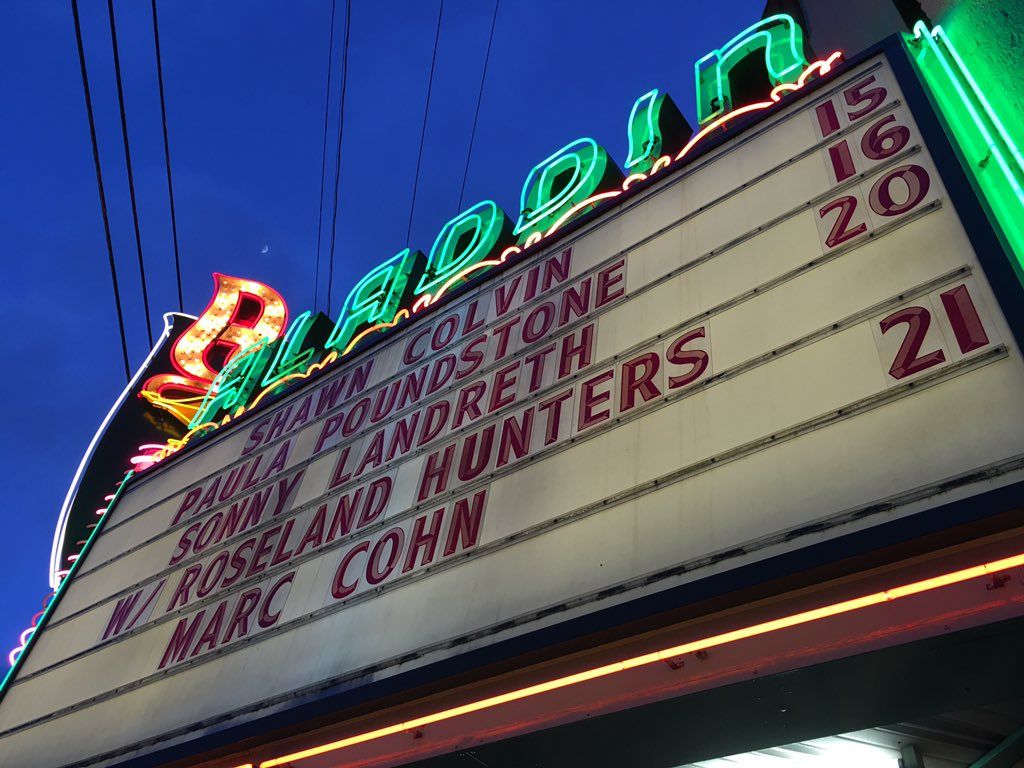 ALADDIN
SHAWN COLVIN 15
PAULA POUNDSTONE 16
SONNY LANDRETH 20
W/ ROSELAND HUNTERS
MARC COHN 21